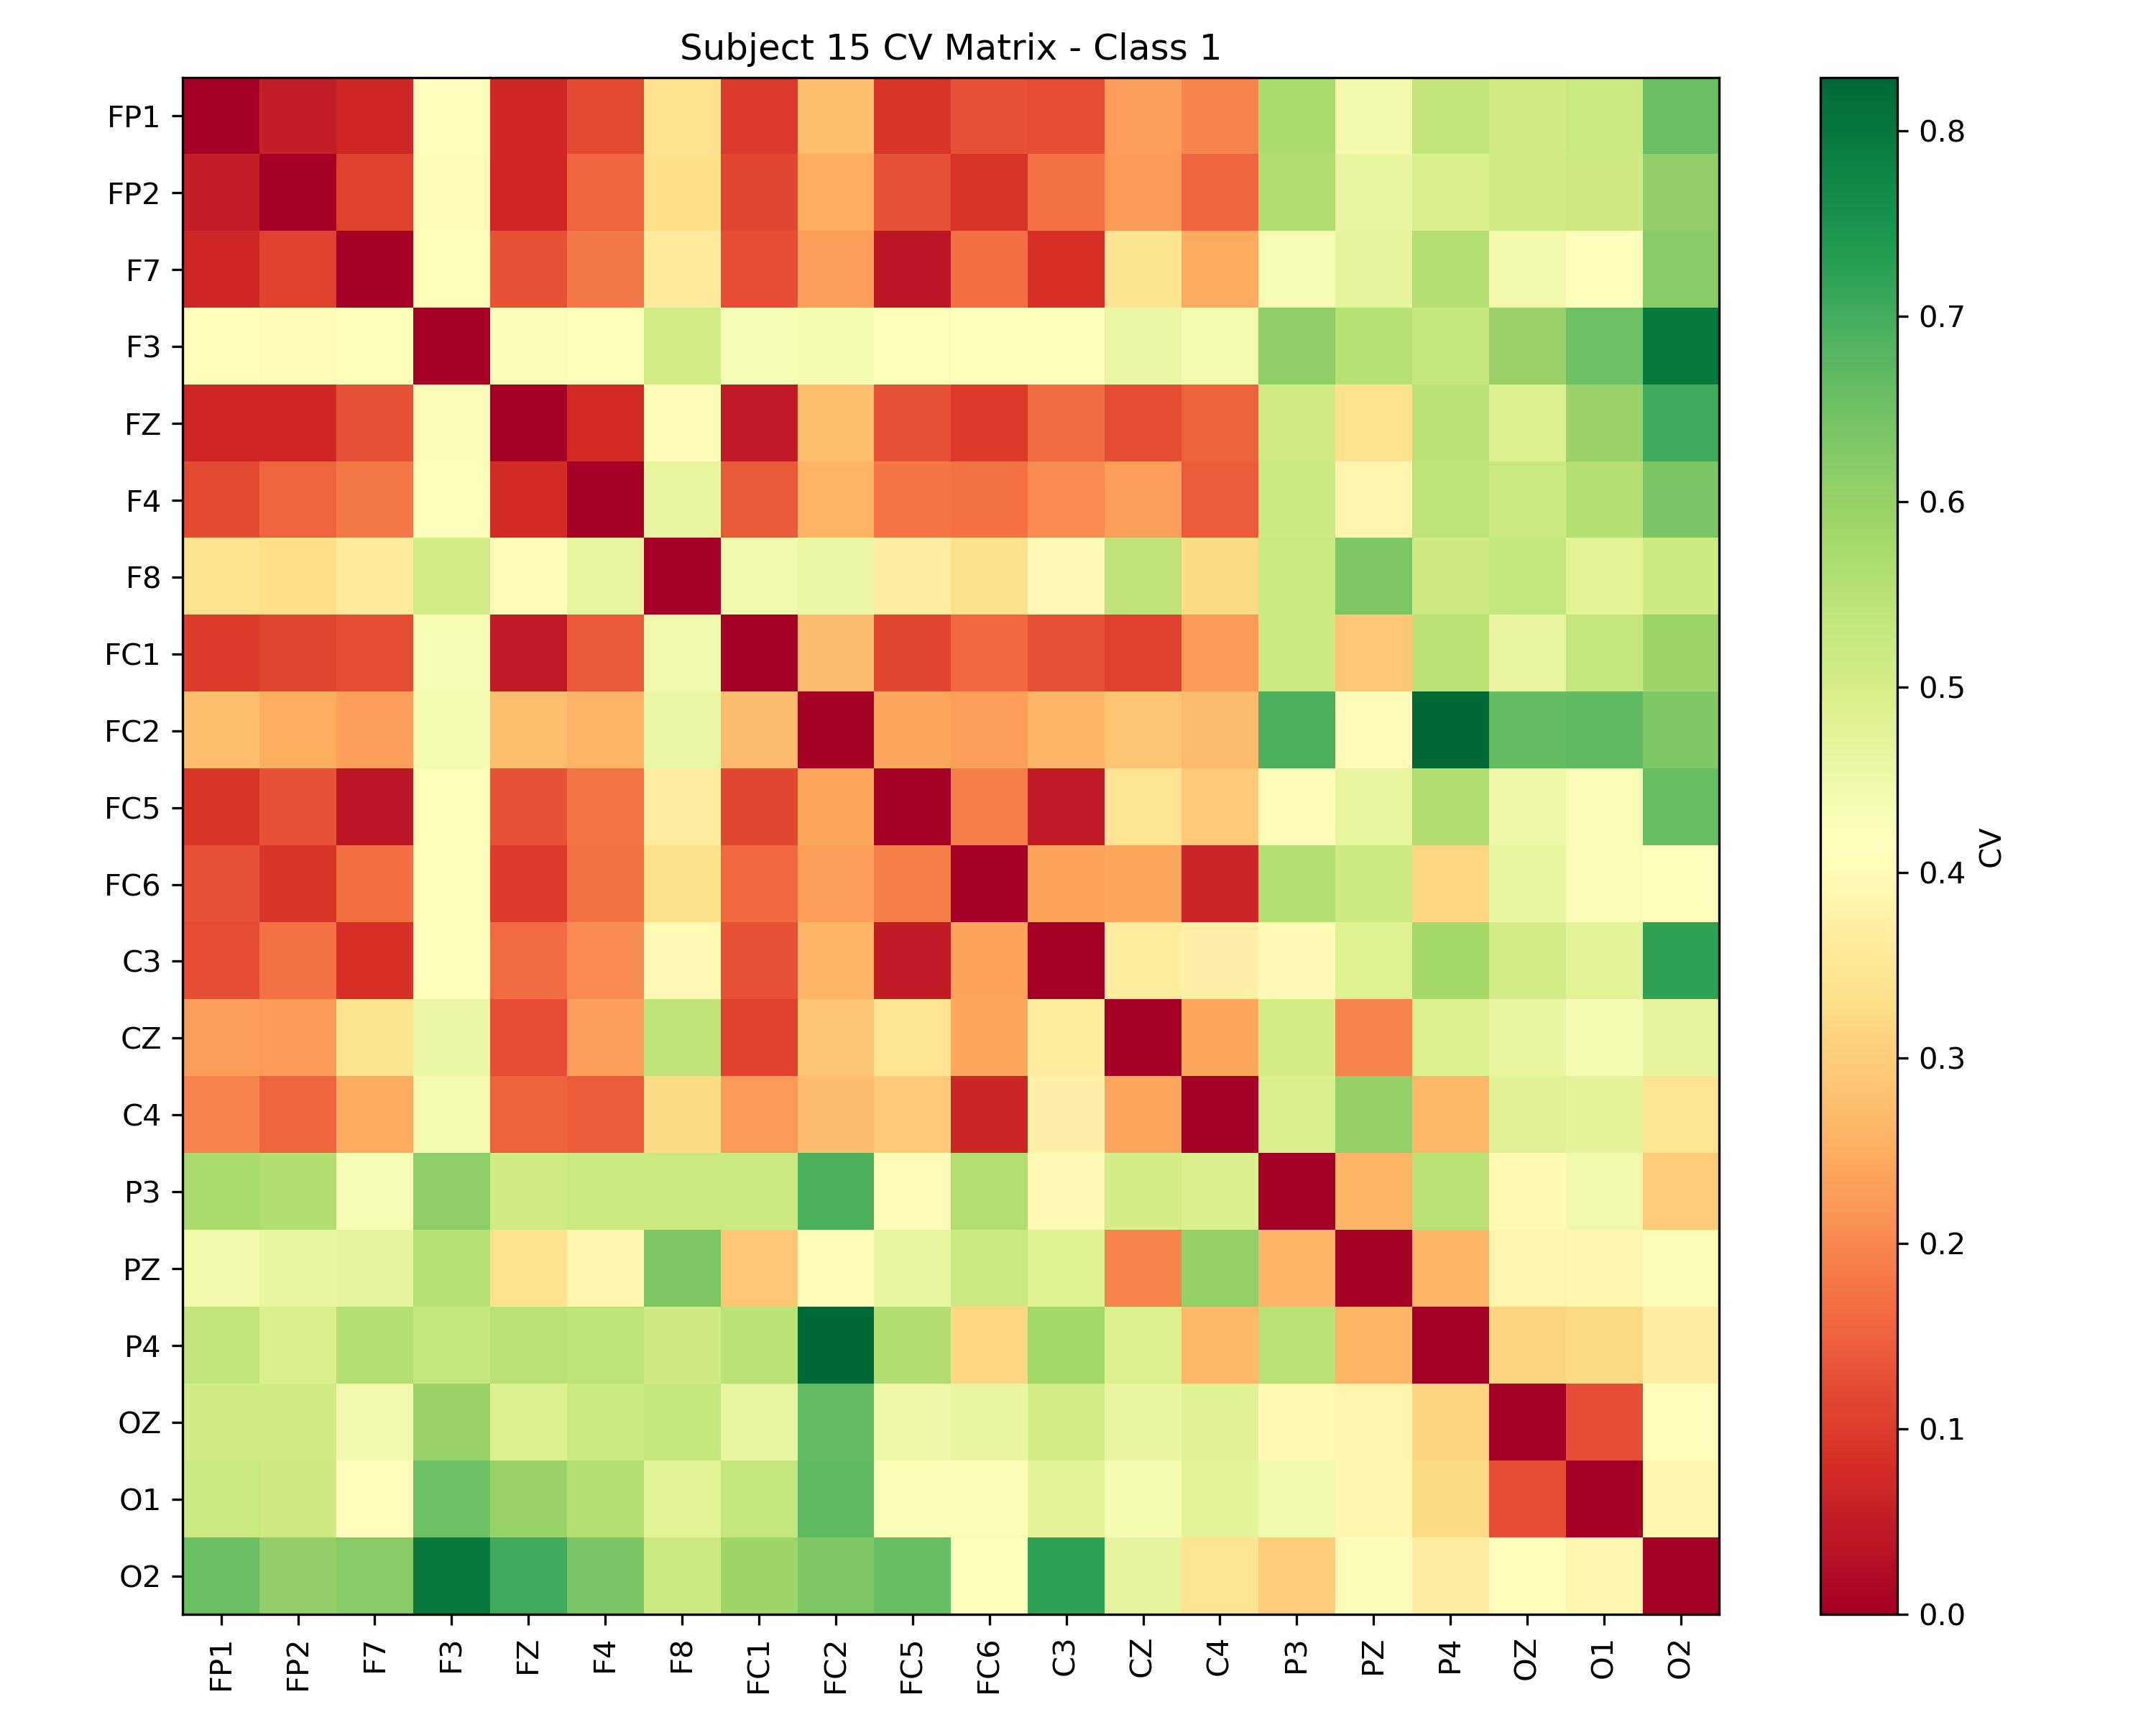 Subject 15 CV Matrix - Class 1
FP1
FP2
F7
F3
FZ
F4
F8
FC1
FC2
FC5
FC6
C3
CZ
C4
P3
PZ
P4
OZ
O1
O2
FP1 FP2 F7 F3 FZ F4 F8 FC1 FC2 FC5 FC6 C3 CZ C4 P3 PZ P4 OZ O1 O2
0.8
0.7
0.6
0.5
0.4
0.3
0.2
0.1
0.0
CV